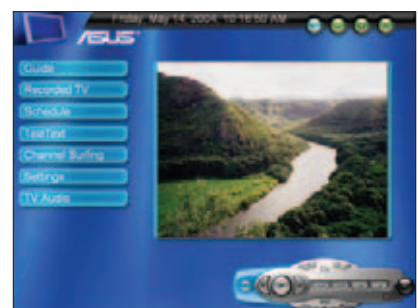 Friday, May 14, 2004, 10:16:50 AM
ASUS
Guide
Recorded TV
Schedule
TeleText
Channel Surfing
Settings
TV Audio